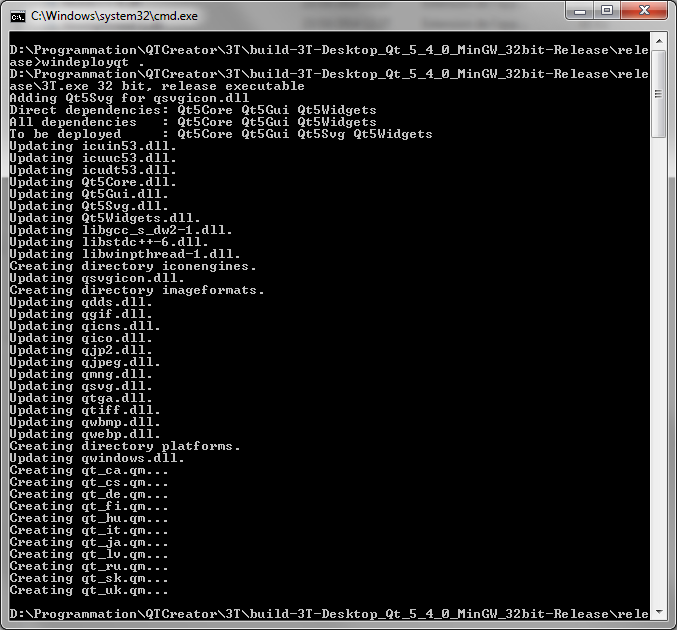 C:\Windows\system32\cmd.exe
D:\Programmation\QTCreator\3T\build-3T-Desktop_Qt_5_4_0_MinGW_32bit-Release\rele
ase>windeployqt .
D:\Programmation\QTCreator\3T\build-3T-Desktop_Qt_5_4_0_MinGW_32bit-Release\rele
ase\3T.exe 32 bit, release executable
Adding Qt5Svg for qsvgicon.dll
Direct dependencies: Qt5Core Qt5Gui Qt5Widgets
All dependencies   : Qt5Core Qt5Gui Qt5Widgets
To be deployed     : Qt5Core Qt5Gui Qt5Svg Qt5Widgets
Updating icuin53.dll.
Updating icuuc53.dll.
Updating icudt53.dll.
Updating Qt5Core.dll.
Updating Qt5Gui.dll.
Updating Qt5Svg.dll.
Updating Qt5Widgets.dll.
Updating libgcc_s_dw2-1.dll.
Updating libstdc++-6.dll.
Updating libwinpthread-1.dll.
Creating directory iconengines.
Updating qsvgicon.dll.
Creating directory imageformats.
Updating qdds.dll.
Updating qgif.dll.
Updating qicns.dll.
Updating qico.dll.
Updating qjp2.dll.
Updating qjpeg.dll.
Updating qmng.dll.
Updating qsvg.dll.
Updating qtga.dll.
Updating qtiff.dll.
Updating qwbmp.dll.
Updating qwebp.dll.
Creating directory platforms.
Updating qwindows.dll.
Creating qt_ca.qm...
Creating qt_cs.qm...
Creating qt_de.qm...
Creating qt_fi.qm...
Creating qt_hu.qm...
Creating qt_it.qm...
Creating qt_ja.qm...
Creating qt_lv.qm...
Creating qt_ru.qm...
Creating qt_sk.qm...
Creating qt_uk.qm...
D:\Programmation\QTCreator\3T\build-3T-Desktop_Qt_5_4_0_MinGW_32bit-Release\rele